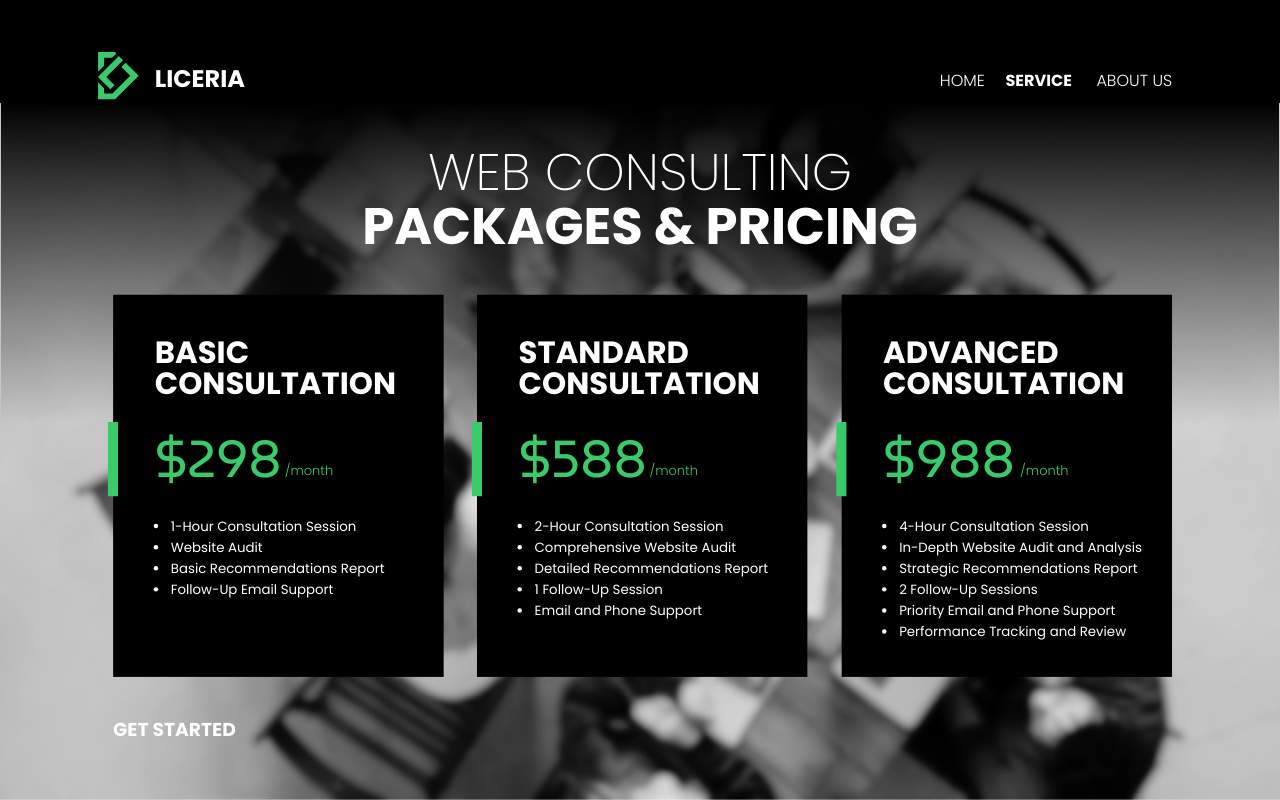 LICERIA
HOME SERVICE ABOUT US
WEB CONSULTING
PACKAGES & PRICING
BASIC
CONSULTATION
$298 /month
• 1-Hour Consultation Session
• Website Audit
• Basic Recommendations Report
• Follow-Up Email Support
STANDARD
CONSULTATION
$588 /month
• 2-Hour Consultation Session
• Comprehensive Website Audit
• Detailed Recommendations Report
• 1 Follow-Up Session
• Email and Phone Support
ADVANCED
CONSULTATION
$988 /month
• 4-Hour Consultation Session
• In-Depth Website Audit and Analysis
• Strategic Recommendations Report
• 2 Follow-Up Sessions
• Priority Email and Phone Support
• Performance Tracking and Review
GET STARTED